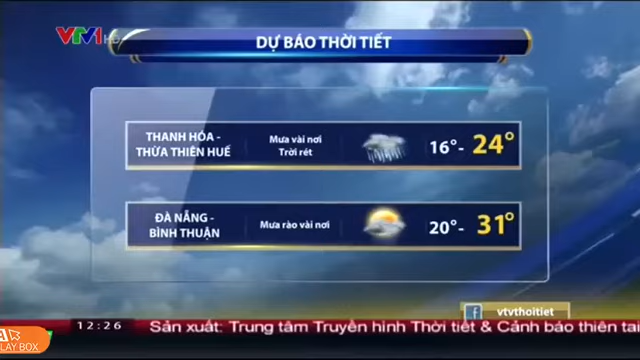 VTV1 HD
DỰ BÁO THỜI TIẾT
THANH HÓA -
THỪA THIÊN HUẾ
Mưa vài nơi
Trời rét
16°- 24°
ĐÀ NẴNG -
BÌNH THUẬN
Mưa rào vài nơi
20°- 31°
f vtvthoitiet
12:26 Sản xuất: Trung tâm Truyền hình Thời tiết & Cảnh báo thiên tai
LAY BOX